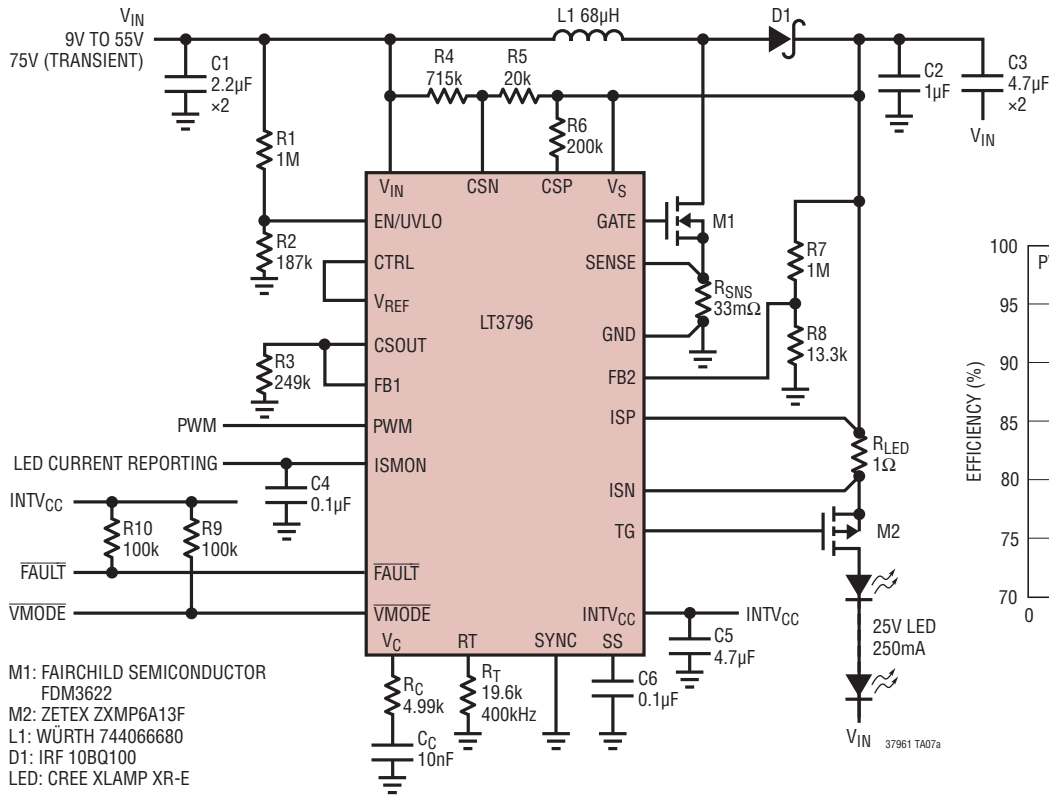 VIN
9V TO 55V
75V (TRANSIENT)
C1
2.2µF
×2
R1
1M
R2
187k
R4
715k
R5
20k
L1 68µH
D1
R6
200k
C2
1µF
C3
4.7µF
×2
VIN
VIN
CSN
CSP
VS
EN/UVLO
CTRL
VREF
CSOUT
FB1
PWM
ISMON
FAULT
VMODE
VC
RT
SYNC
SS
INTVCC
TG
ISN
ISP
FB2
GND
SENSE
GATE
LT3796
M1
RSNS
33mΩ
R7
1M
R8
13.3k
R3
249k
PWM
LED CURRENT REPORTING
C4
0.1µF
INTVCC
R10
100k
R9
100k
FAULT
VMODE
RLED
1Ω
M2
25V LED
250mA
VIN
INTVCC
C5
4.7µF
C6
0.1µF
RT
19.6k
400kHz
RC
4.99k
CC
10nF
M1: FAIRCHILD SEMICONDUCTOR
FDM3622
M2: ZETEX ZXMP6A13F
L1: WÜRTH 744066680
D1: IRF 10BQ100
LED: CREE XLAMP XR-E
37961 TA07a
EFFICIENCY (%)
100
95
90
85
80
75
70
0